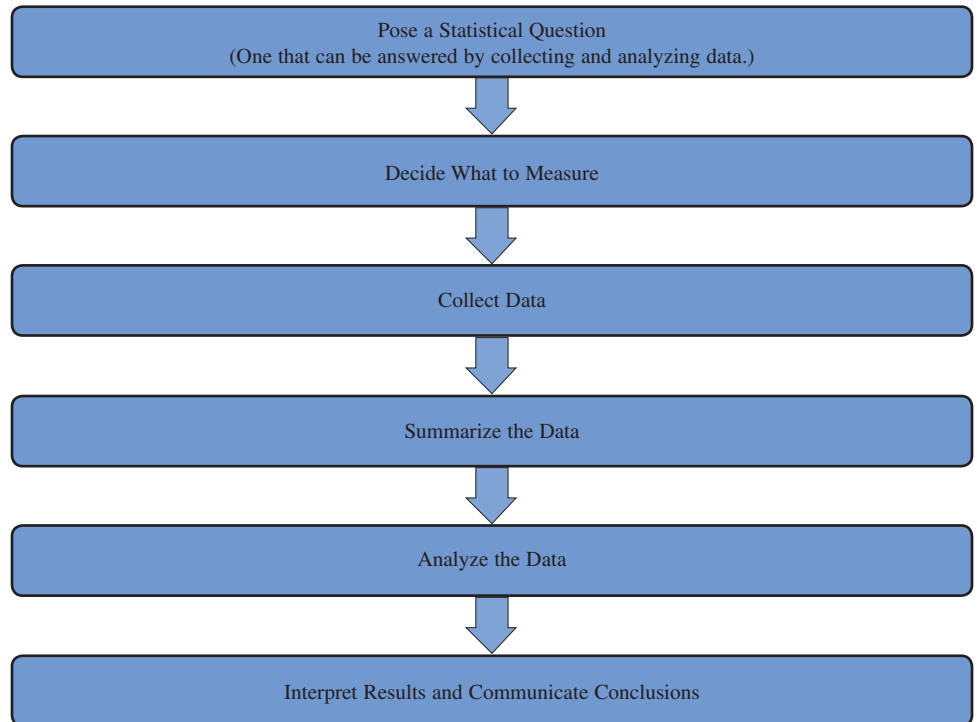 Pose a Statistical Question
(One that can be answered by collecting and analyzing data.)
Decide What to Measure
Collect Data
Summarize the Data
Analyze the Data
Interpret Results and Communicate Conclusions